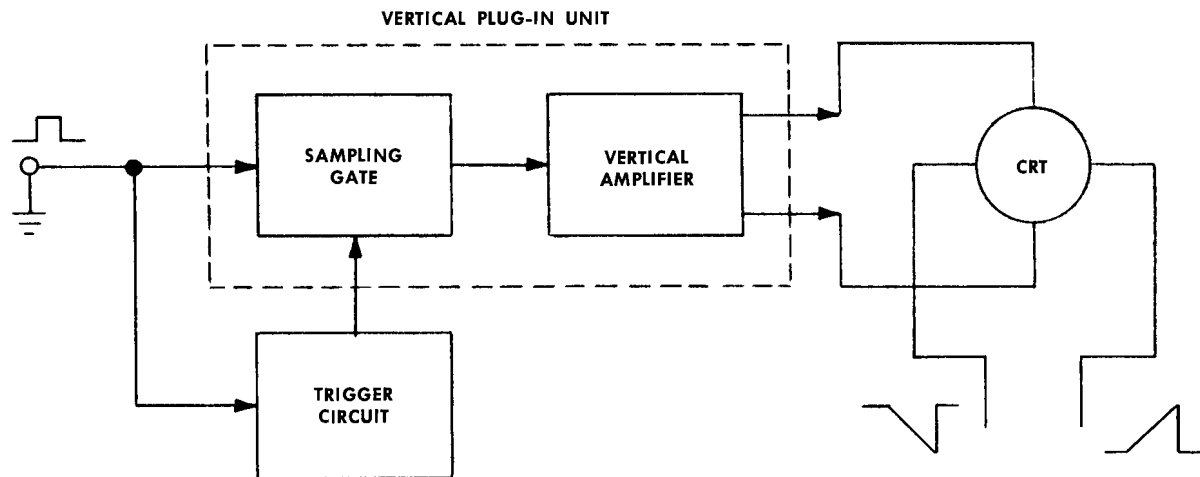 VERTICAL PLUG-IN UNIT
SAMPLING
GATE
VERTICAL
AMPLIFIER
CRT
TRIGGER
CIRCUIT